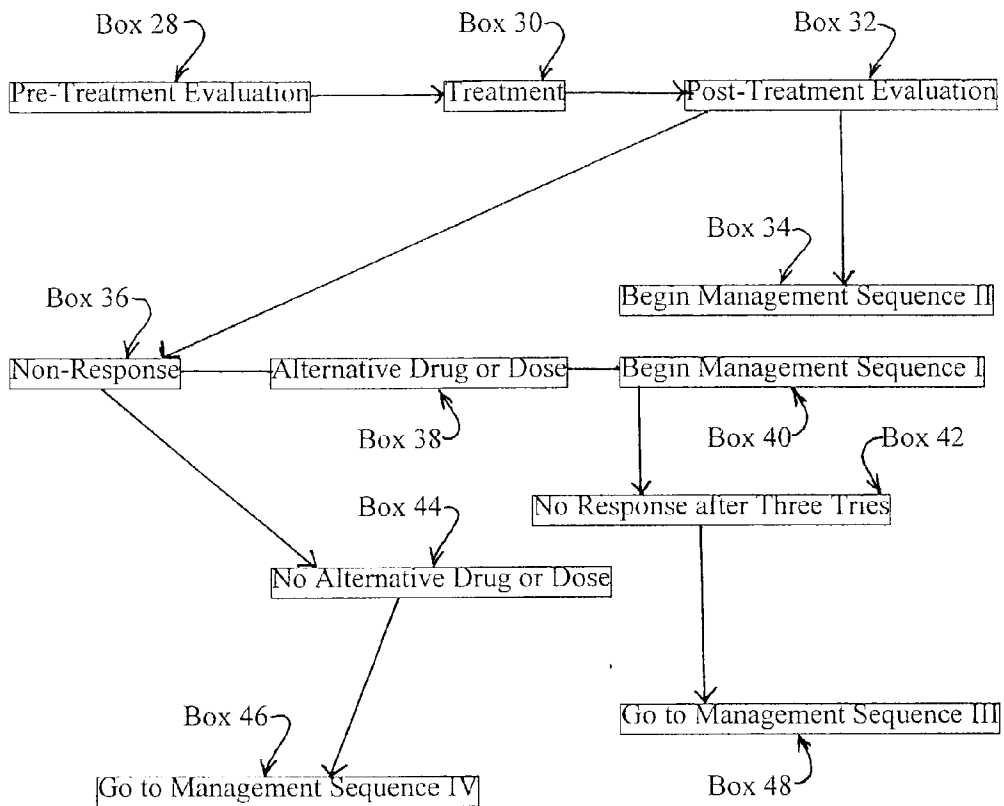 Box 28
Box 30
Box 32
Pre-Treatment Evaluation
Treatment
Post-Treatment Evaluation
Box 34
Begin Management Sequence II
Box 36
Non-Response
Alternative Drug or Dose
Begin Management Sequence I
Box 38
Box 40
Box 42
Box 44
No Response after Three Tries
No Alternative Drug or Dose
Box 46
Go to Management Sequence III
Go to Management Sequence IV
Box 48